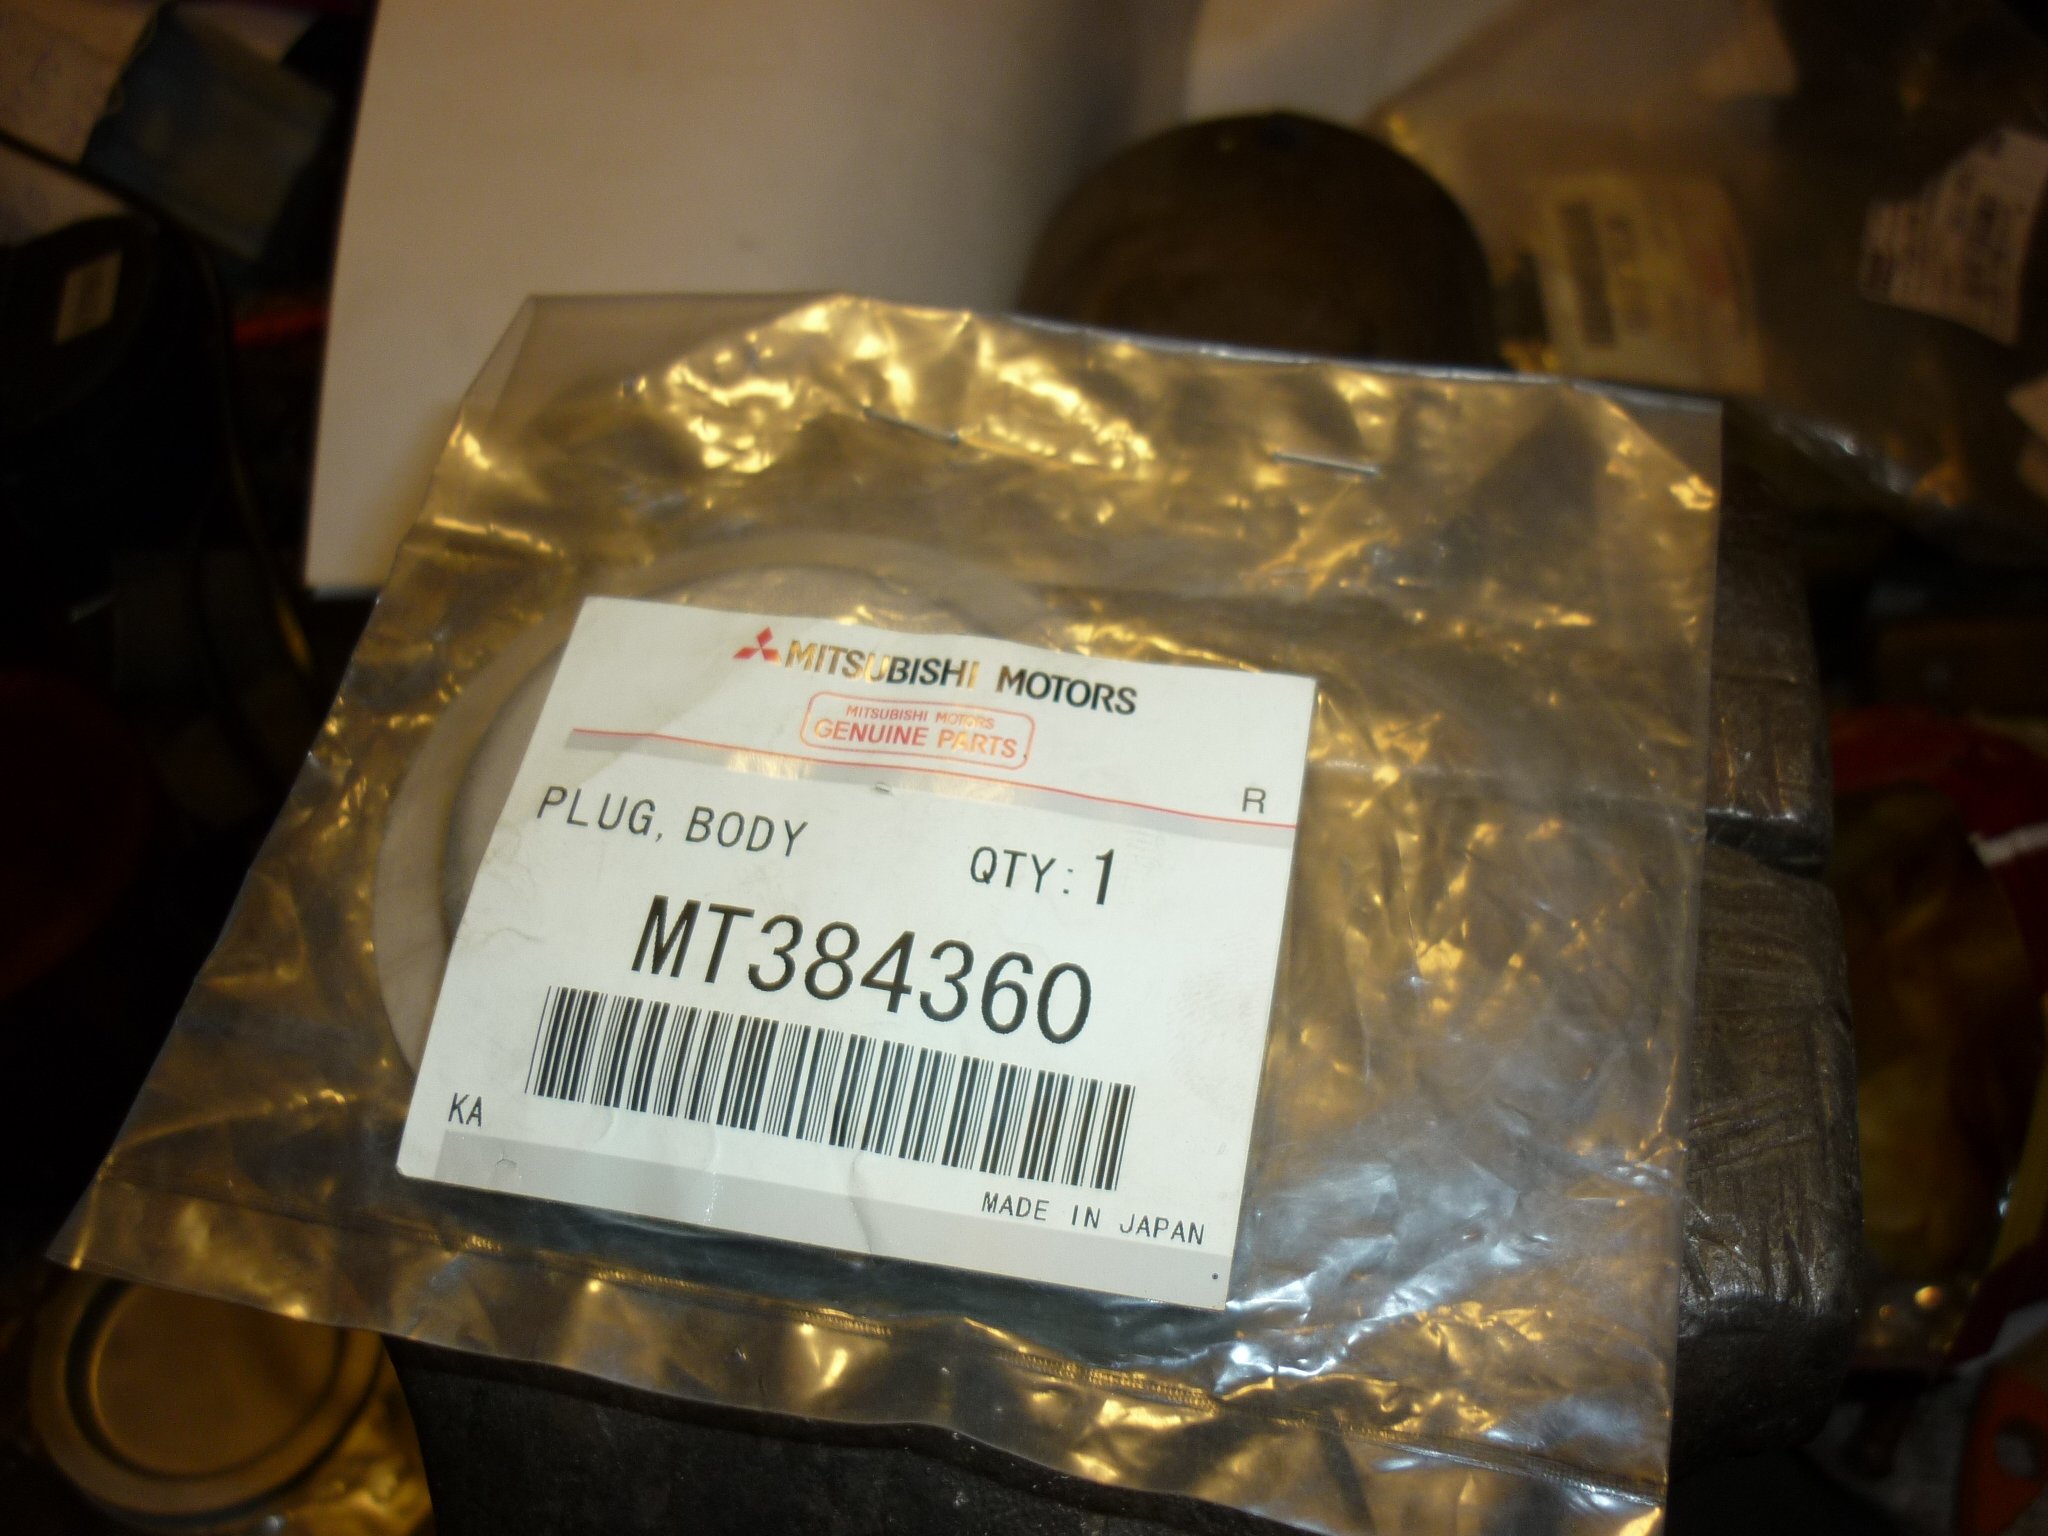 MITSUBISHI MOTORS
MITSUBISHI MOTORS
GENUINE PARTS
R
PLUG, BODY
QTY: 1
MT384360
KA
MADE IN JAPAN